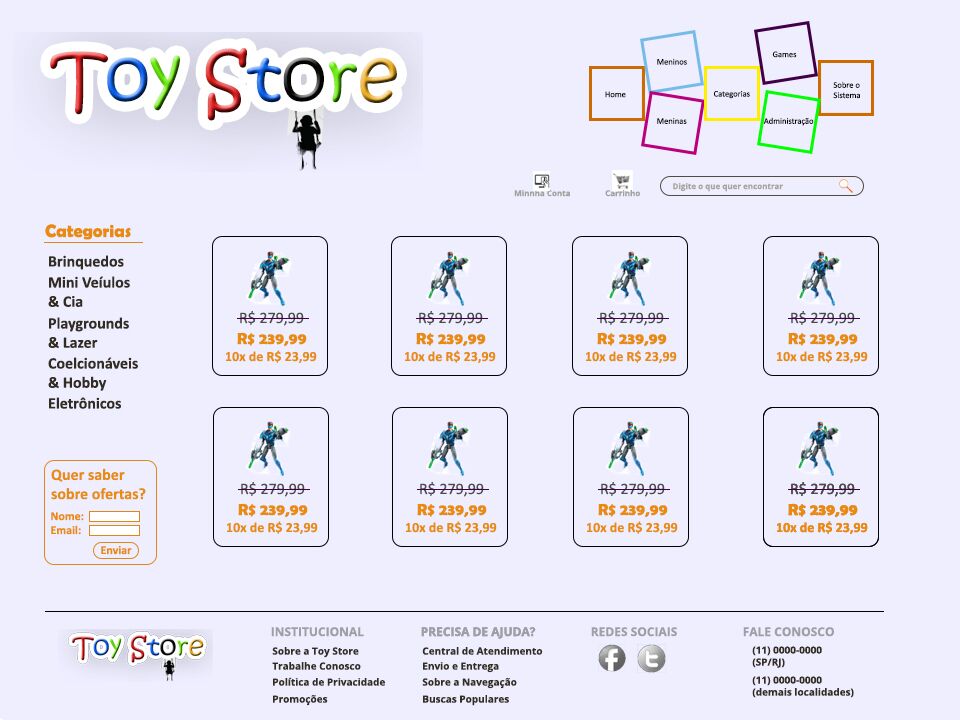 Toy Store
Home
Meninos
Meninas
Categorias
Games
Administração
Sobre o
Sistema
Minnha Conta
Carrinho
Digite o que quer encontrar
Categorias
Brinquedos
Mini Veíulos
& Cia
Playgrounds
& Lazer
Coelcionáveis
& Hobby
Eletrônicos
R$ 279,99
R$ 239,99
10x de R$ 23,99
R$ 279,99
R$ 239,99
10x de R$ 23,99
R$ 279,99
R$ 239,99
10x de R$ 23,99
R$ 279,99
R$ 239,99
10x de R$ 23,99
R$ 279,99
R$ 239,99
10x de R$ 23,99
R$ 279,99
R$ 239,99
10x de R$ 23,99
R$ 279,99
R$ 239,99
10x de R$ 23,99
R$ 279,99
R$ 239,99
10x de R$ 23,99
Quer saber
sobre ofertas?
Nome:
Email:
Enviar
Toy Store
INSTITUCIONAL
Sobre a Toy Store
Trabalhe Conosco
Política de Privacidade
Promoções
PRECISA DE AJUDA?
Central de Atendimento
Envio e Entrega
Sobre a Navegação
Buscas Populares
REDES SOCIAIS
f t
FALE CONOSCO
(11) 0000-0000
(SP/RJ)
(11) 0000-0000
(demais localidades)